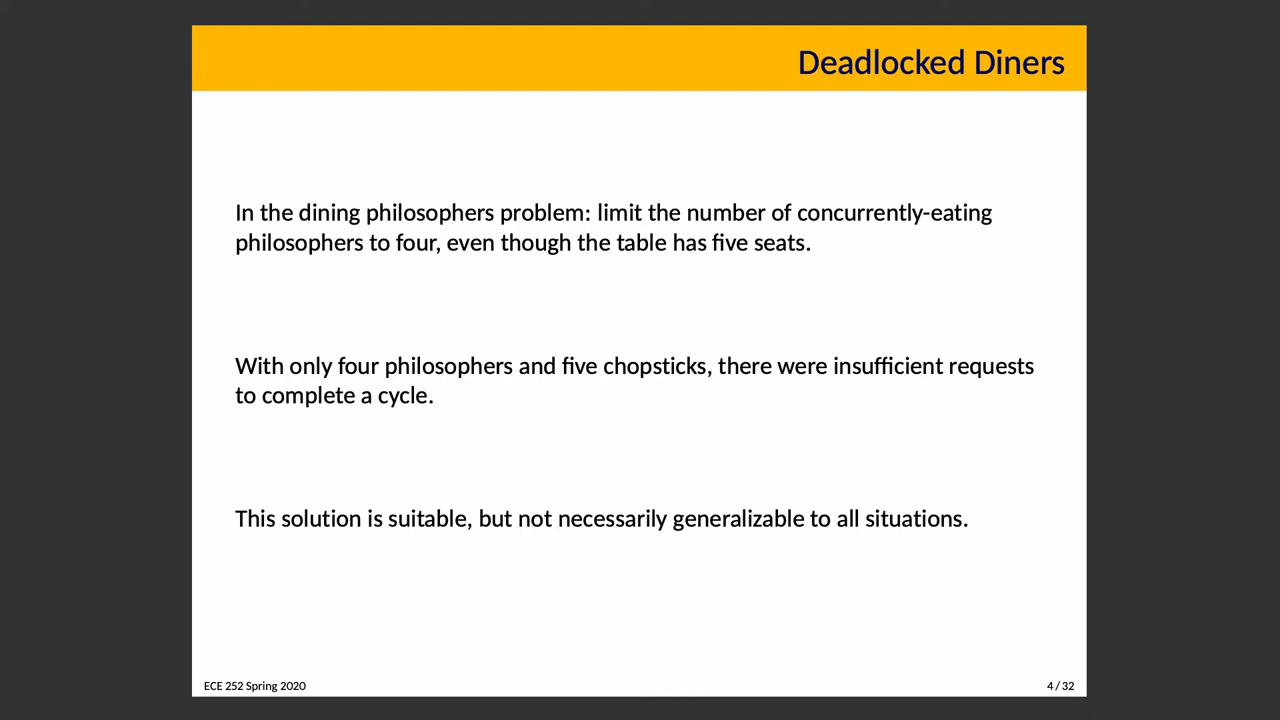 Deadlocked Diners
In the dining philosophers problem: limit the number of concurrently-eating
philosophers to four, even though the table has five seats.
With only four philosophers and five chopsticks, there were insufficient requests
to complete a cycle.
This solution is suitable, but not necessarily generalizable to all situations.
ECE 252 Spring 2020
4 / 32